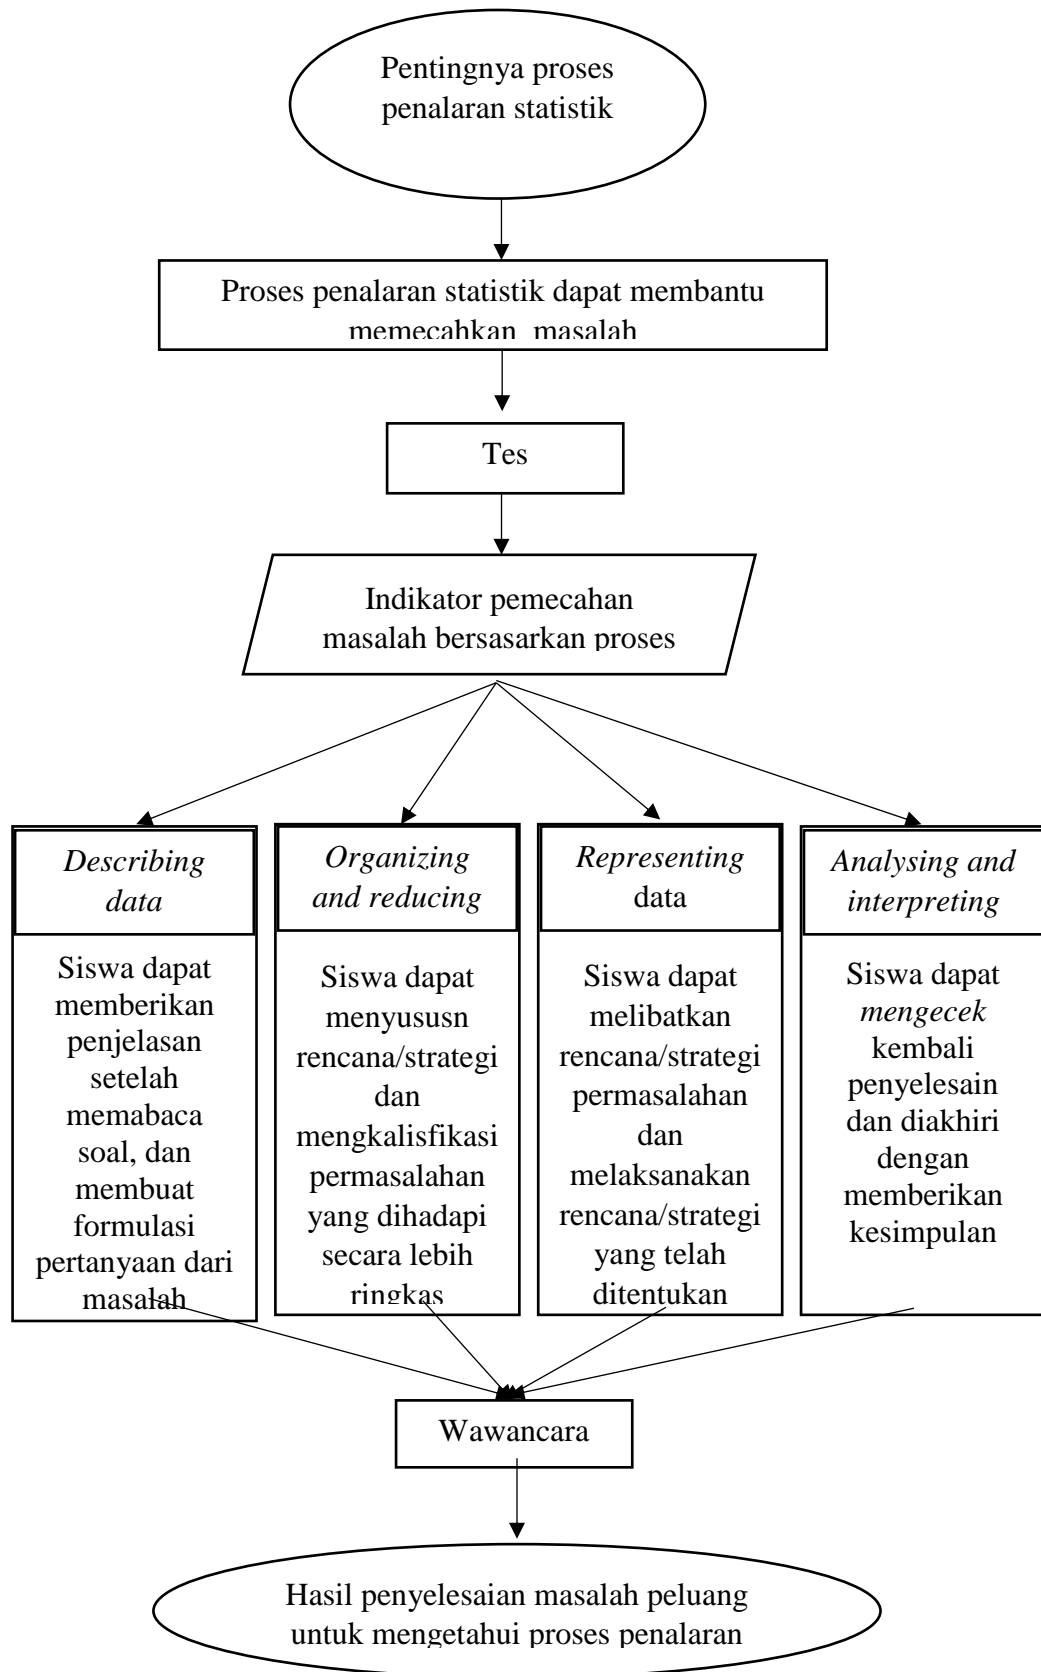 Pentingnya proses
penalaran statistik
Proses penalaran statistik dapat membantu
memecahkan masalah
Tes
Indikator pemecahan
masalah bersasarkan proses
Describing
data
Siswa dapat
memberikan
penjelasan
setelah
memabaca
soal, dan
membuat
formulasi
pertanyaan dari
masalah
Organizing
and reducing
Siswa dapat
menyususn
rencana/strategi
dan
mengkalisfikasi
permasalahan
yang dihadapi
secara lebih
ringkas
Representing
data
Siswa dapat
melibatkan
rencana/strategi
permasalahan
dan
melaksanakan
rencana/strategi
yang telah
ditentukan
Analysing and
interpreting
Siswa dapat
mengecek
kembali
penyelesain
dan diakhiri
dengan
memberikan
kesimpulan
Wawancara
Hasil penyelesaian masalah peluang
untuk mengetahui proses penalaran